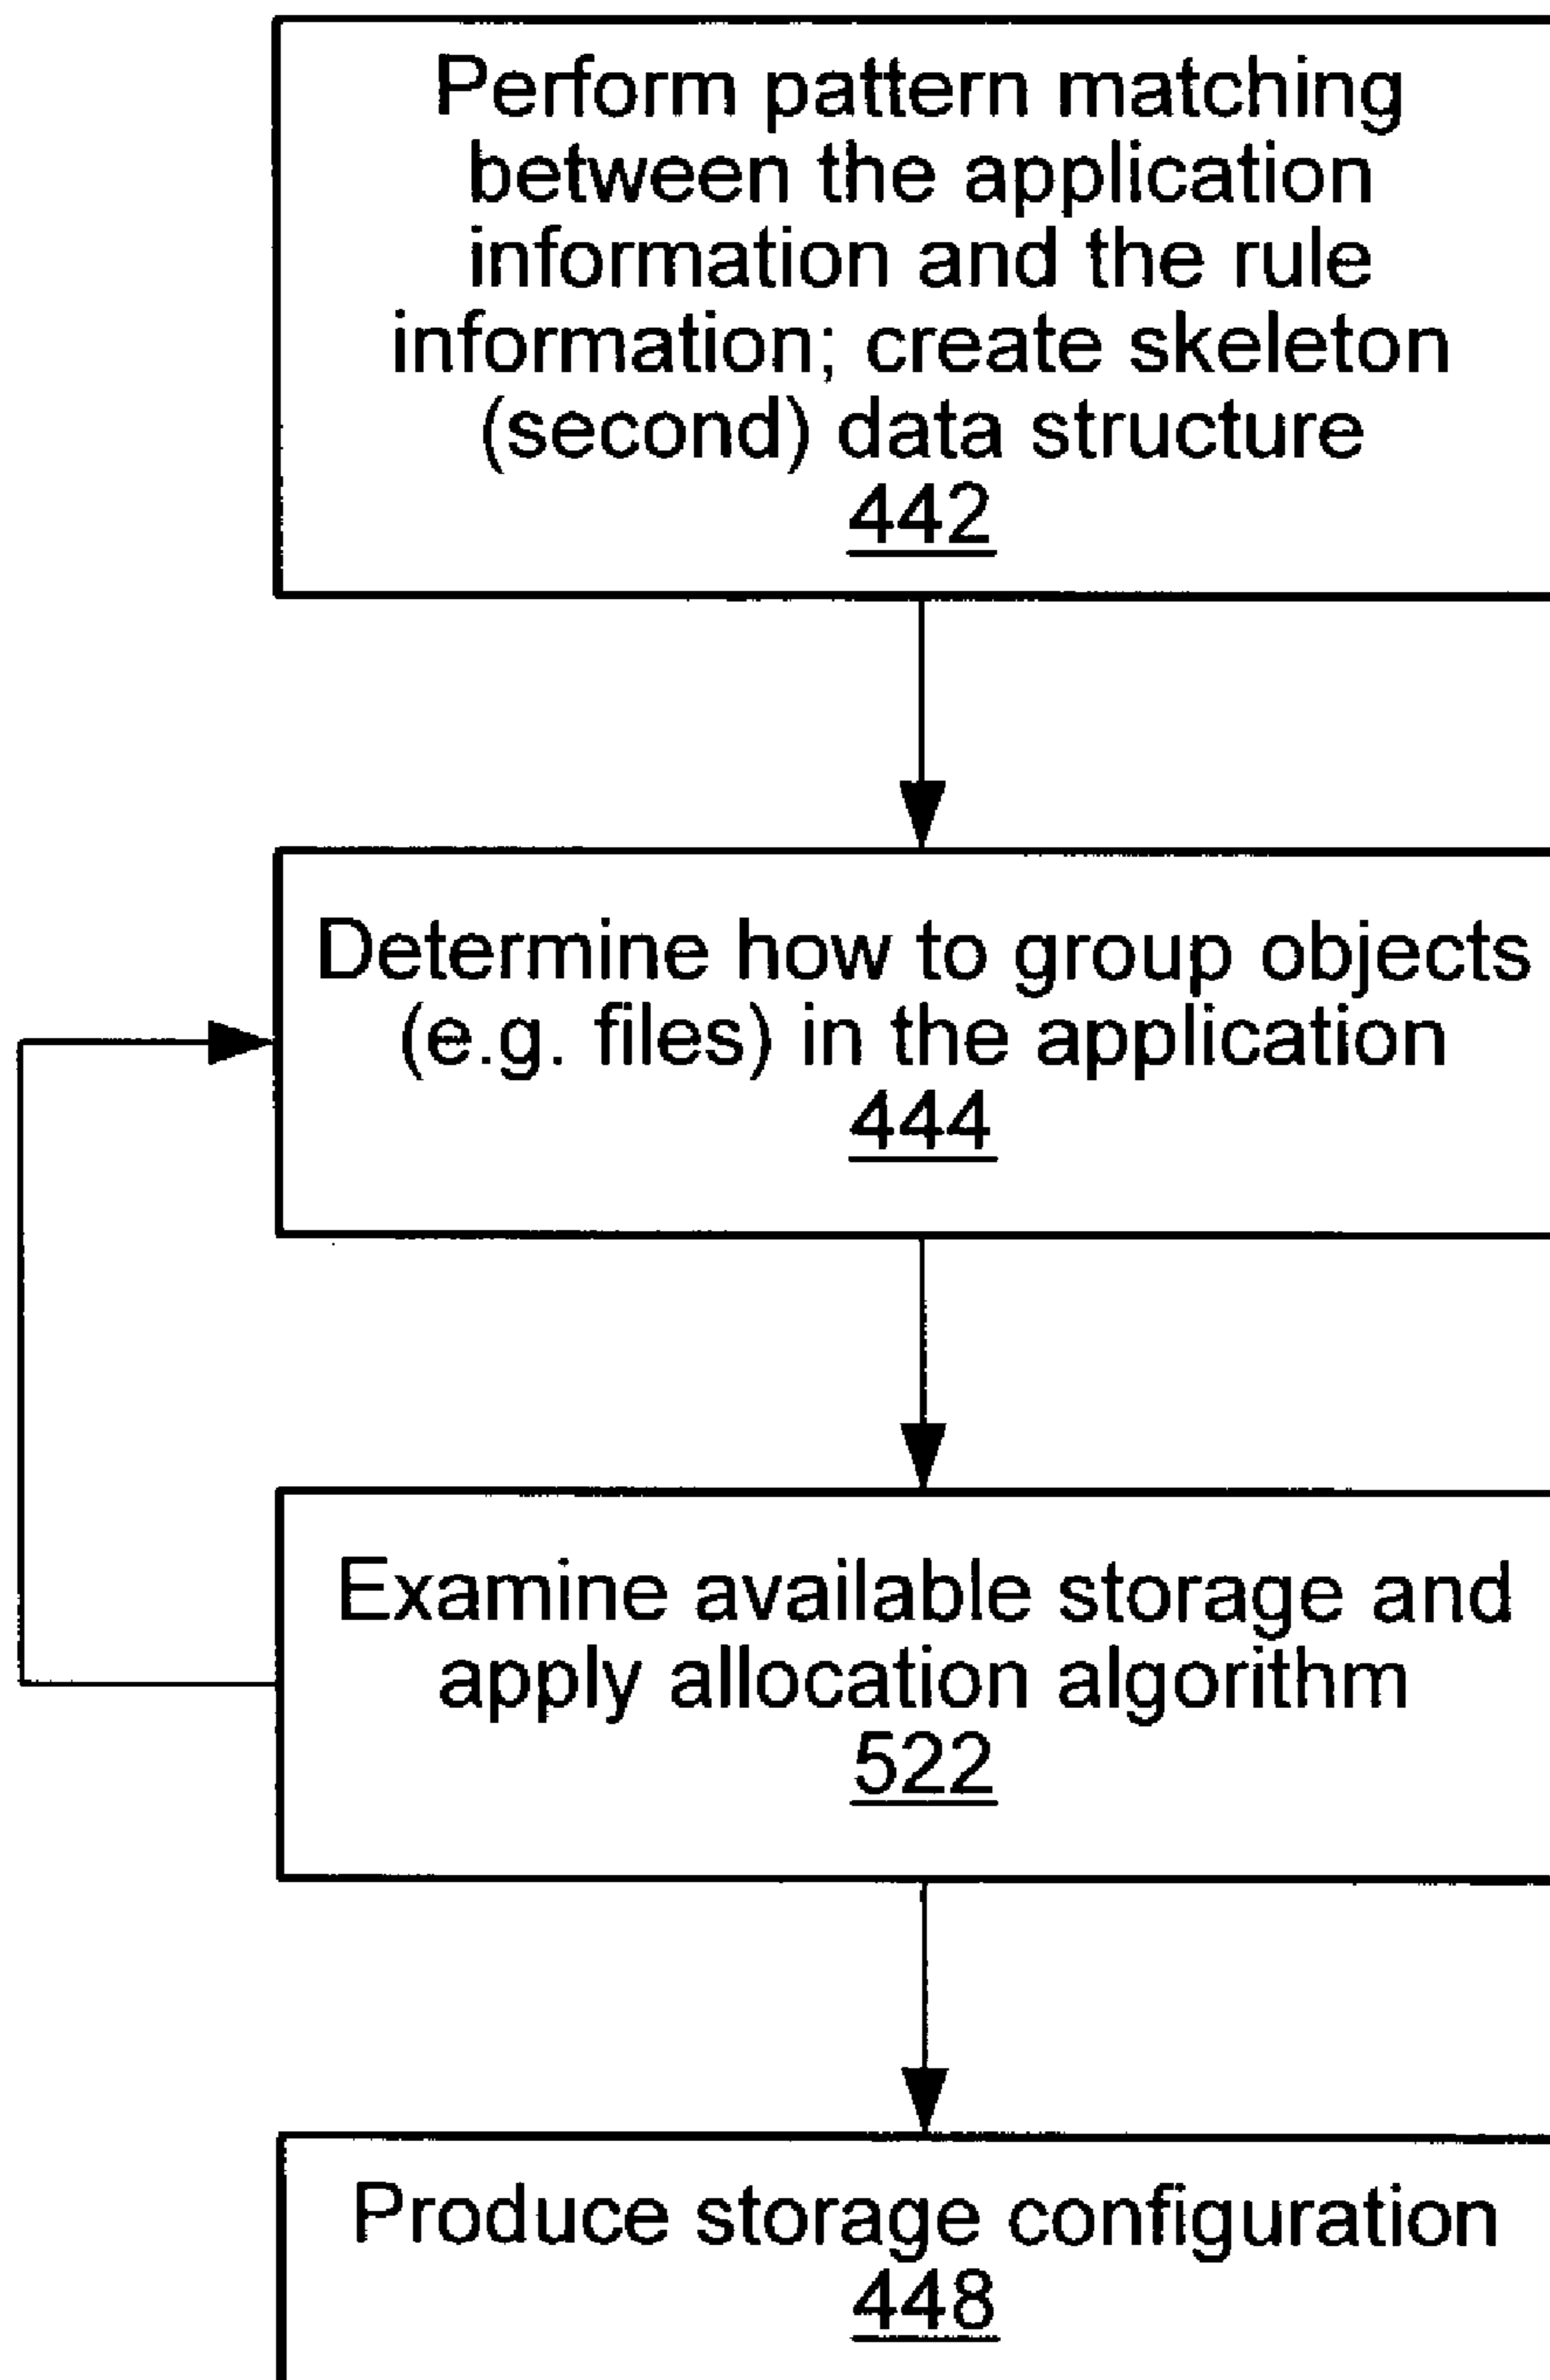 Perform pattern matching
between the application
information and the rule
information; create skeleton
(second) data structure
442
Determine how to group objects
(e.g. files) in the application
444
Examine available storage and
apply allocation algorithm
522
Produce storage configuration
448